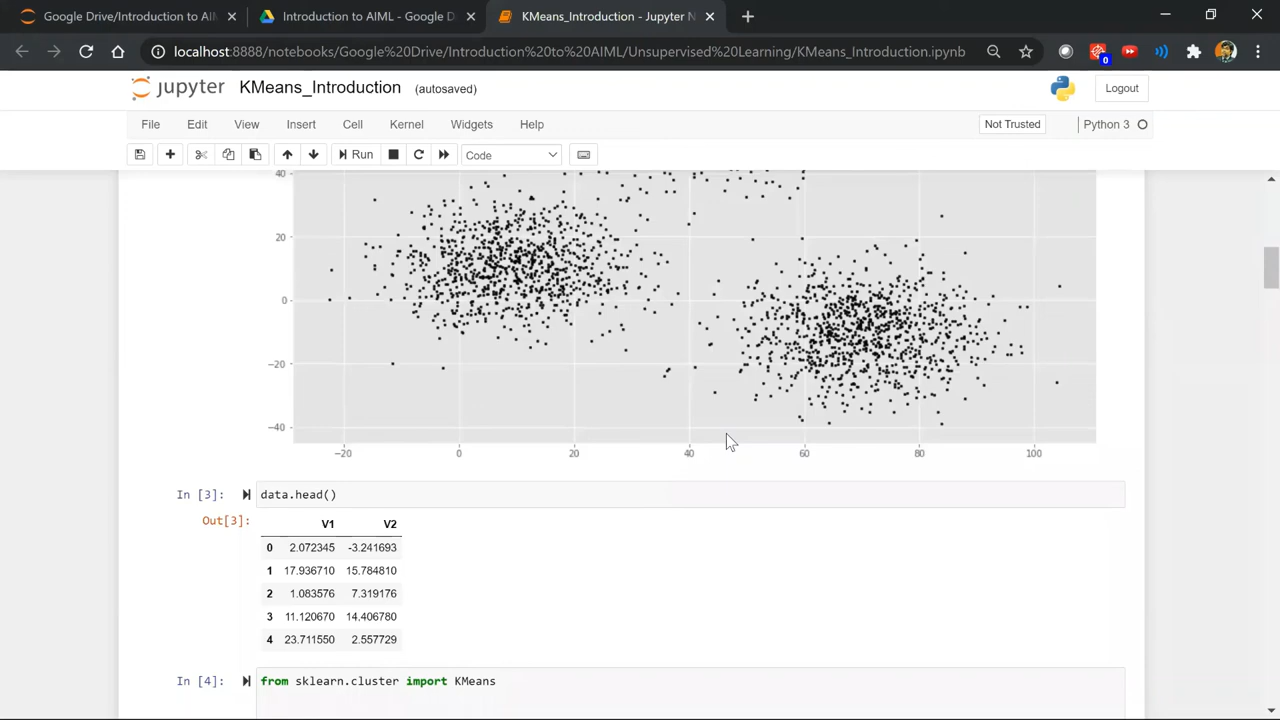 Google Drive/Introduction to AIM
Introduction to AIML - Google D
KMeans_Introduction - Jupyter N
localhost:8888/notebooks/Google%20Drive/Introduction%20to%20AIML/Unsupervised%20Learning/KMeans_Introduction.ipynb
0
jupyter KMeans_Introduction (autosaved)
Logout
File Edit View Insert Cell Kernel Widgets Help
Not Trusted
Python 3
Run
Code
40
20
0
-20
-40
-20 0 20 40 60 80 100
In [3]: data.head()
Out[3]:
V1 V2
0 2.072345 -3.241693
1 17.936710 15.784810
2 1.083576 7.319176
3 11.120670 14.406780
4 23.711550 2.557729
In [4]: from sklearn.cluster import KMeans